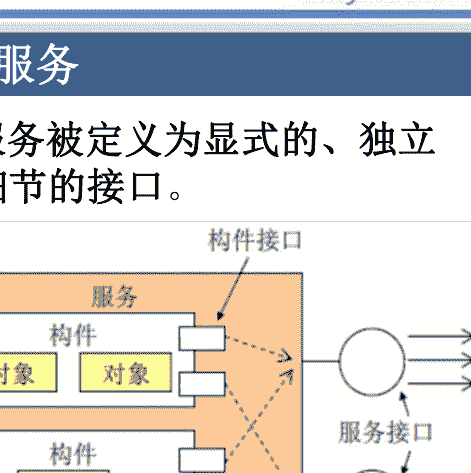 服务
服务被定义为显式的、独立
细节的接口。
构件接口
服务
构件
对象
对象
服务接口
构件